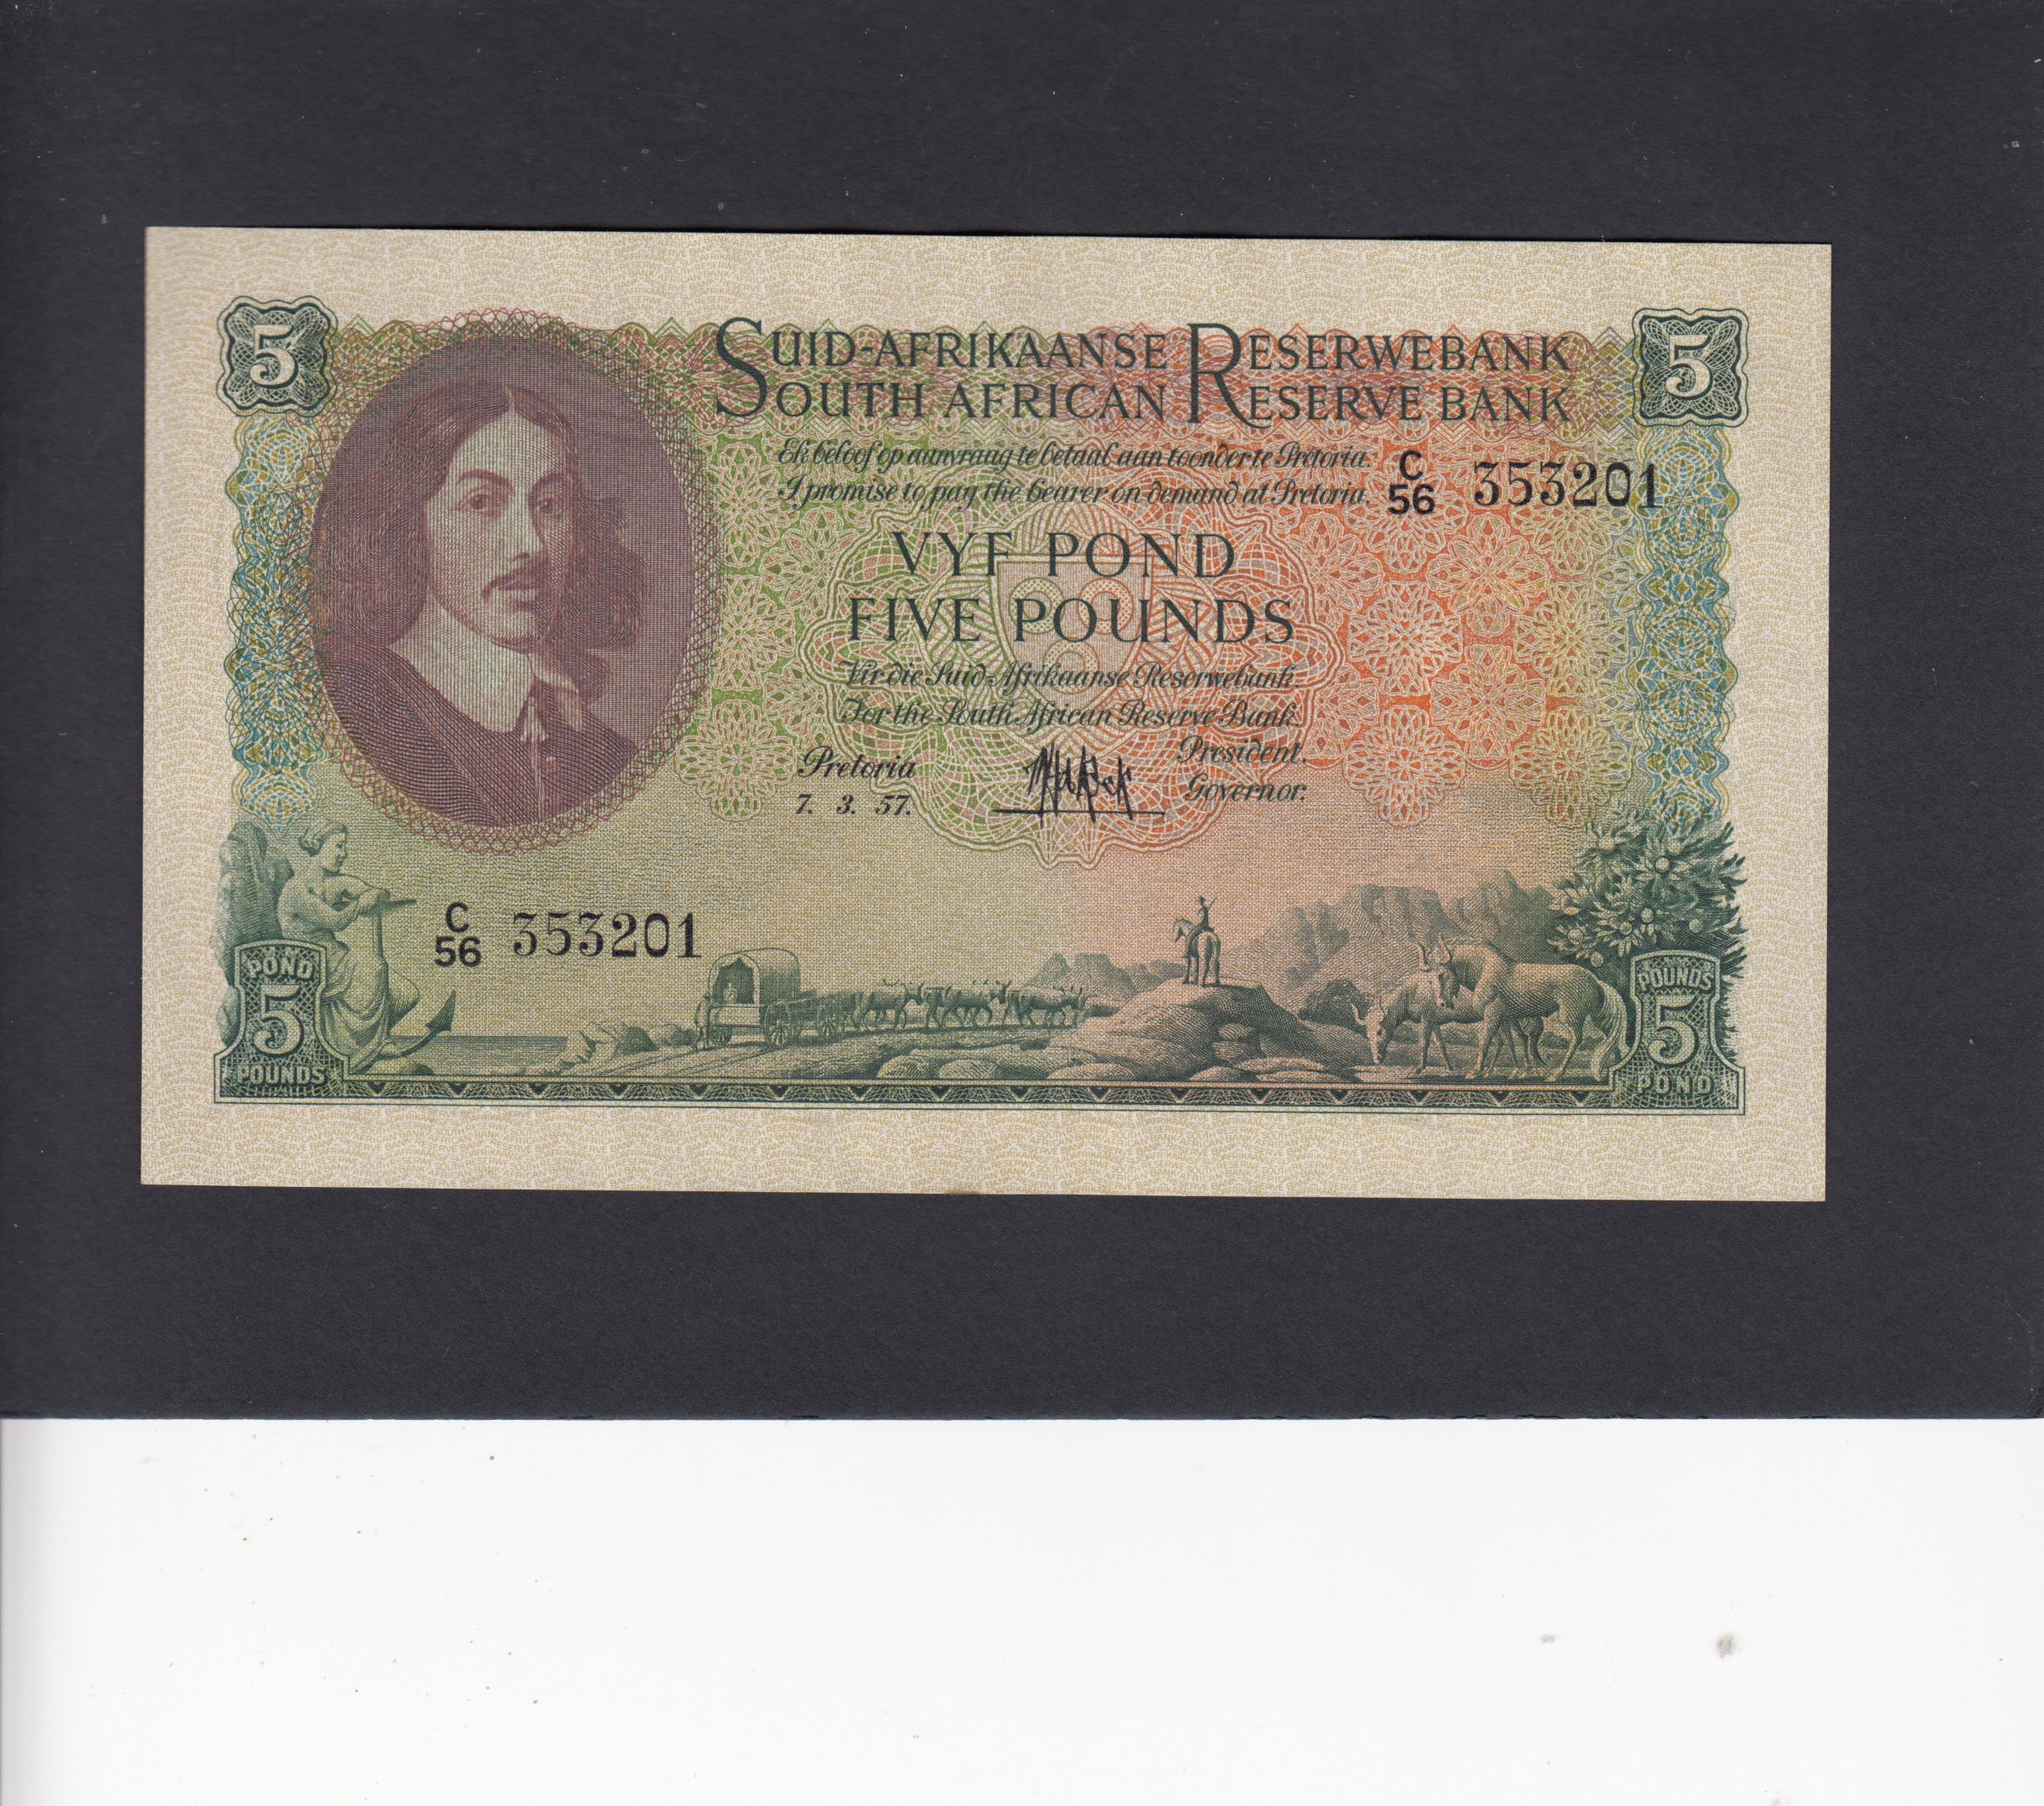 5
5
SUID-AFRIKAANSE RESERWEBANK
SOUTH AFRICAN RESERVE BANK
Ek beloof op aanvraag te betaal aan toonder te Pretoria.
I promise to pay the bearer on demand at Pretoria.
C/56 353201
VYF POND
FIVE POUNDS
Vir die Suid-Afrikaanse Reserwebank
For the South African Reserve Bank
Pretoria
7. 3. 57.
President.
Governor.
C/56 353201
POND
5
POUNDS
POUNDS
5
POND